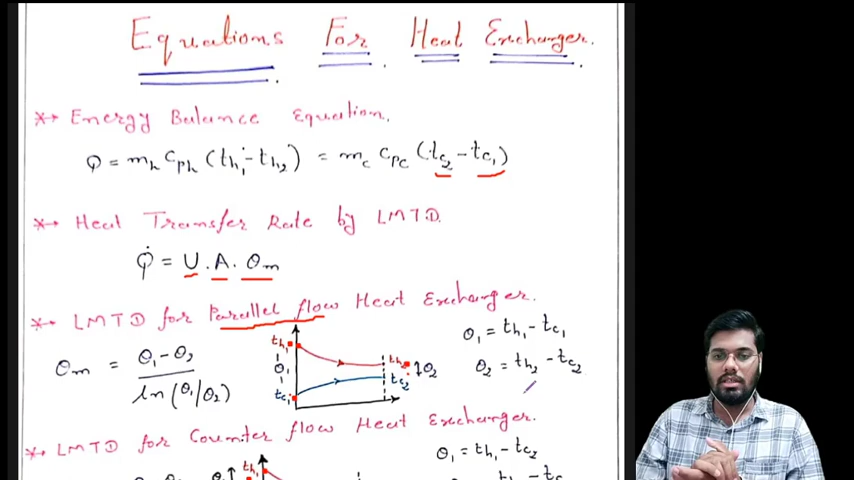 Equations For Heat Exchanger.
** Energy Balance Equation.
Q = mh Cph (th1 - th2) = mc Cpc (tc2 - tc1)
** Heat Transfer Rate by LMTD.
Q̇ = U . A . θm
** LMTD for Parallel flow Heat Exchanger.
θm = θ1 - θ2 / ln (θ1/θ2)
th1
θ1
tc1
th2
tc2
θ2
θ1 = th1 - tc1
θ2 = th2 - tc2
** LMTD for Counter flow Heat Exchanger.
th1
θ1 = th1 - tc2